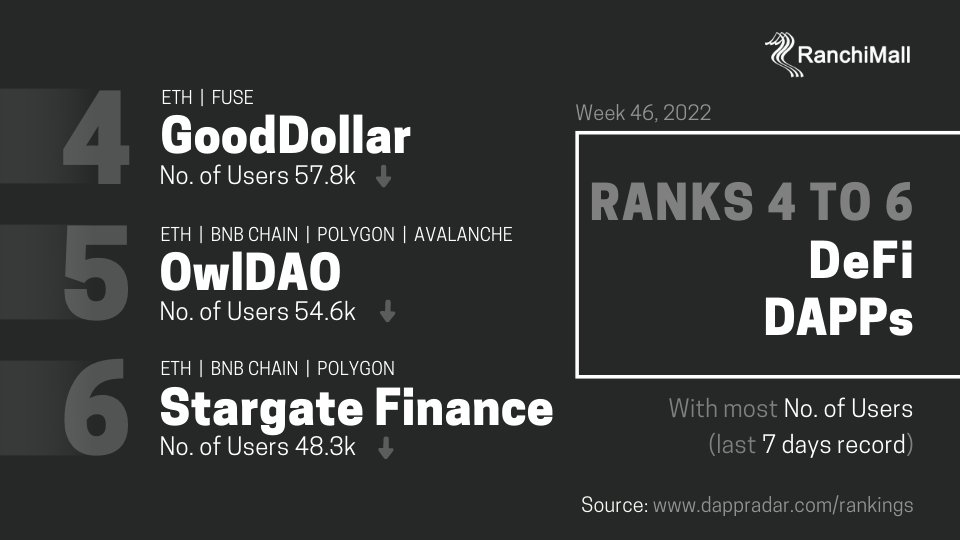 RanchiMall
4
ETH | FUSE
GoodDollar
No. of Users 57.8k
5
ETH | BNB CHAIN | POLYGON | AVALANCHE
OwlDAO
No. of Users 54.6k
6
ETH | BNB CHAIN | POLYGON
Stargate Finance
No. of Users 48.3k
Week 46, 2022
RANKS 4 TO 6
DeFi
DAPPs
With most No. of Users
(last 7 days record)
Source: www.dappradar.com/rankings